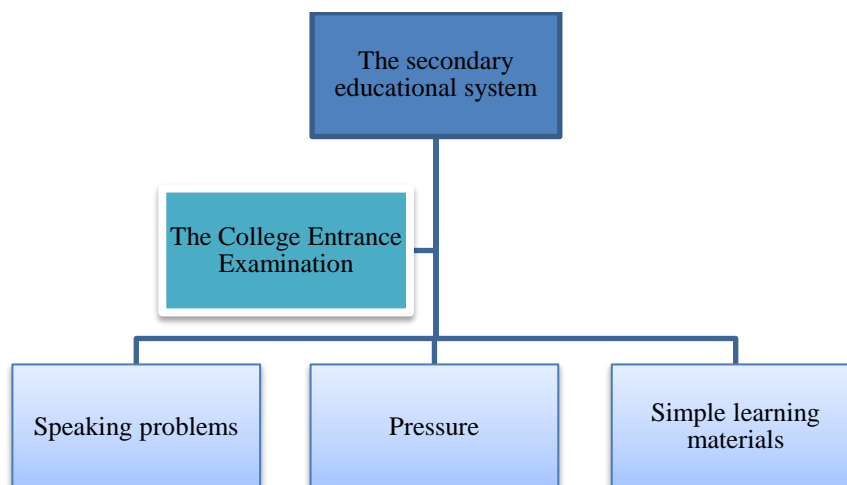 The secondary
educational system
The College Entrance
Examination
Speaking problems
Pressure
Simple learning
materials